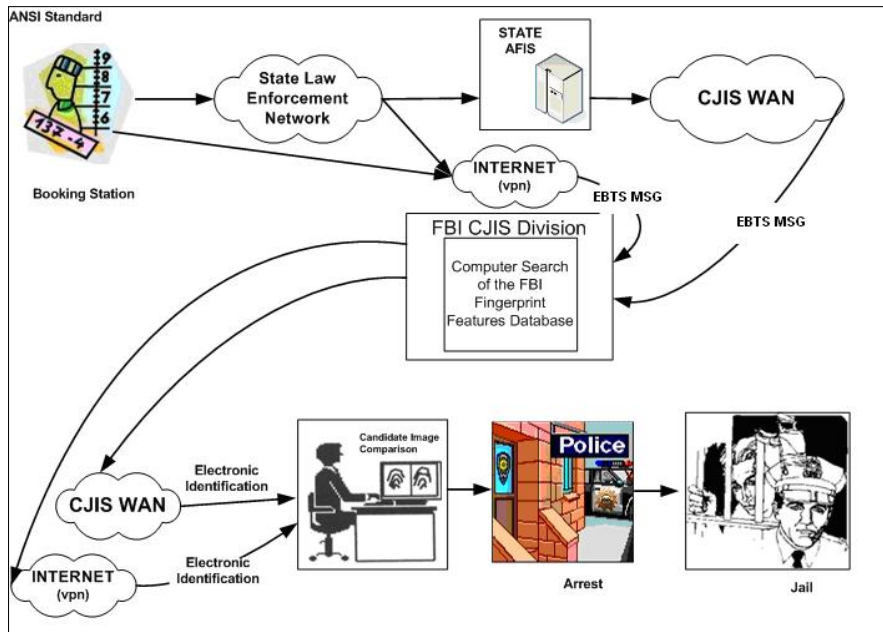 ANSI Standard
9
8
7
6
137-4
Booking Station
State Law
Enforcement
Network
STATE
AFIS
CJIS WAN
INTERNET
(vpn)
EBTS MSG
EBTS MSG
FBI CJIS Division
Computer Search
of the FBI
Fingerprint
Features Database
Candidate Image
Comparison
Police
Electronic
Identification
CJIS WAN
Electronic
Identification
INTERNET
(vpn)
Arrest
Jail